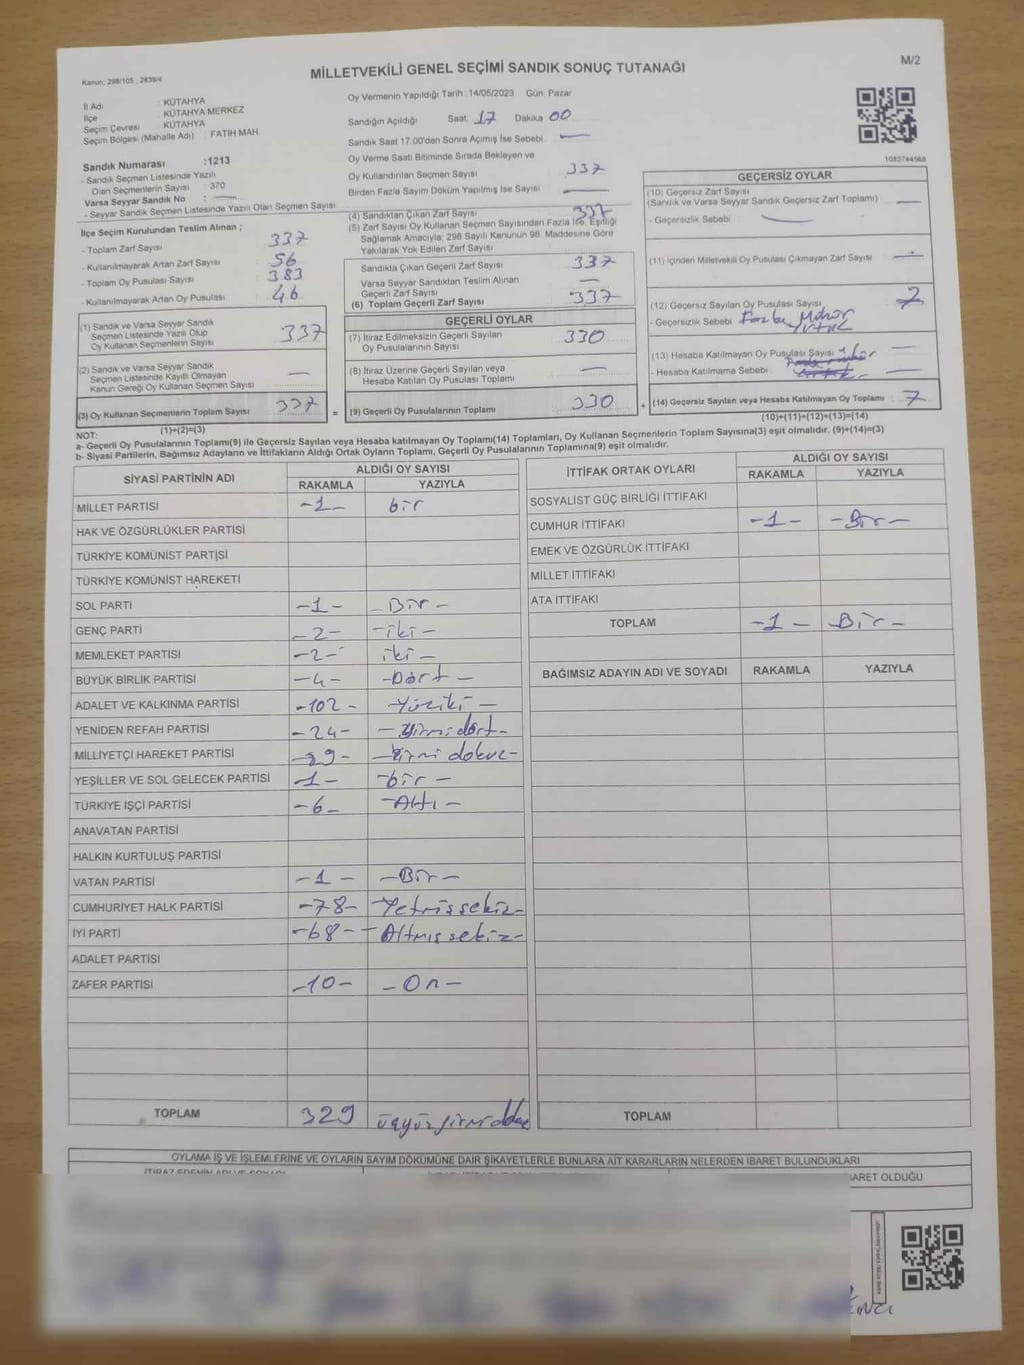 Kanun: 298/105 , 2839/4
MİLLETVEKİLİ GENEL SEÇİMİ SANDIK SONUÇ TUTANAĞI
M/2
İl Adı : KÜTAHYA
İlçe : KÜTAHYA MERKEZ
Seçim Çevresi : KÜTAHYA
Seçim Bölgesi (Mahalle Adı) : FATİH MAH.
Sandık Numarası :1213
- Sandık Seçmen Listesinde Yazılı
Olan Seçmenlerin Sayısı : 370
Varsa Seyyar Sandık No : —
- Seyyar Sandık Seçmen Listesinde Yazılı Olan Seçmen Sayısı
İlçe Seçim Kurulundan Teslim Alınan ;
- Toplam Zarf Sayısı : 337
- Kullanılmayarak Artan Zarf Sayısı : 56
- Toplam Oy Pusulası Sayısı : 383
- Kullanılmayarak Artan Oy Pusulası : 46
(1) Sandık ve Varsa Seyyar Sandık
Seçmen Listesinde Yazılı Olup
Oy Kullanan Seçmenlerin Sayısı : 337
(2) Sandık ve Varsa Seyyar Sandık
Seçmen Listesinde Kayıtlı Olmayan
Kanun Gereği Oy Kullanan Seçmen Sayısı : —
(3) Oy Kullanan Seçmenlerin Toplam Sayısı 337
(1)+(2)=(3)
Oy Vermenin Yapıldığı Tarih :14/05/2023 Gün: Pazar
Sandığın Açıldığı Saat: 17 Dakika 00
Sandık Saat 17.00'den Sonra Açımış İse Sebebi : —
Oy Verme Saati Bitiminde Sırada Bekleyen ve
Oy Kullandırılan Seçmen Sayısı : 337
Birden Fazla Sayım Döküm Yapılmış İse Sayısı : —
(4) Sandıktan Çıkan Zarf Sayısı : 337
(5) Zarf Sayısı Oy Kullanan Seçmen Sayısından Fazla İse, Eşitliği
Sağlamak Amacıyla; 298 Sayılı Kanunun 98. Maddesine Göre
Yakılarak Yok Edilen Zarf Sayısı :
Sandıkta Çıkan Geçerli Zarf Sayısı : 337
Varsa Seyyar Sandıktan Teslim Alınan
Geçerli Zarf Sayısı : —
(6) Toplam Geçerli Zarf Sayısı : 337
GEÇERLİ OYLAR
(7) İtiraz Edilmeksizin Geçerli Sayılan
Oy Pusulalarının Sayısı : 330
(8) İtiraz Üzerine Geçerli Sayılan veya
Hesaba Katılan Oy Pusulası Toplamı : —
= (9) Geçerli Oy Pusulalarının Toplamı 330 +
1083744568
GEÇERSİZ OYLAR
(10) Geçersiz Zarf Sayısı
(Sandık ve Varsa Seyyar Sandık Geçersiz Zarf Toplamı) : —
- Geçersizlik Sebebi : —
(11) İçinden Milletvekili Oy Pusulası Çıkmayan Zarf Sayısı : —
(12) Geçersiz Sayılan Oy Pusulası Sayısı : 7
- Geçersizlik Sebebi : Fazla Mühür
(13) Hesaba Katılmayan Oy Pusulası Sayısı : —
- Hesaba Katılmama Sebebi : —
(14) Geçersiz Sayılan veya Hesaba Katılmayan Oy Toplamı : 7
(10)+(11)+(12)+(13)=(14)
NOT:
a- Geçerli Oy Pusulalarının Toplamı(9) ile Geçersiz Sayılan veya Hesaba katılmayan Oy Toplamı(14) Toplamları, Oy Kullanan Seçmenlerin Toplam Sayısına(3) eşit olmalıdır. (9)+(14)=(3)
b- Siyasi Partilerin, Bağımsız Adayların ve İttifakların Aldığı Ortak Oyların Toplamı, Geçerli Oy Pusulalarının Toplamına(9) eşit olmalıdır.
SİYASİ PARTİNİN ADI ALDIĞI OY SAYISI
RAKAMLA YAZIYLA
MİLLET PARTİSİ -1- bir
HAK VE ÖZGÜRLÜKLER PARTİSİ
TÜRKİYE KOMÜNİST PARTİSİ
TÜRKİYE KOMÜNİST HAREKETİ
SOL PARTİ -1- -Bir-
GENÇ PARTİ -2- -iki-
MEMLEKET PARTİSİ -2- iki-
BÜYÜK BİRLİK PARTİSİ -4- -Dört-
ADALET VE KALKINMA PARTİSİ -102- -Yüziki-
YENİDEN REFAH PARTİSİ -24- -Yirmidört-
MİLLİYETÇİ HAREKET PARTİSİ -29- -Yirmi dokuz-
YEŞİLLER VE SOL GELECEK PARTİSİ -1- -bir-
TÜRKİYE İŞÇİ PARTİSİ -6- -Altı-
ANAVATAN PARTİSİ
HALKIN KURTULUŞ PARTİSİ
VATAN PARTİSİ -1- -Bir-
CUMHURİYET HALK PARTİSİ -78- -Yetmişsekiz-
İYİ PARTİ -68- -Altmışsekiz-
ADALET PARTİSİ
ZAFER PARTİSİ -10- -On-
TOPLAM 329 üçyüzyirmidokuz
İTTİFAK ORTAK OYLARI ALDIĞI OY SAYISI
RAKAMLA YAZIYLA
SOSYALİST GÜÇ BİRLİĞİ İTTİFAKI
CUMHUR İTTİFAKI -1- -Bir-
EMEK VE ÖZGÜRLÜK İTTİFAKI
MİLLET İTTİFAKI
ATA İTTİFAKI
TOPLAM -1- -Bir-
BAĞIMSIZ ADAYIN ADI VE SOYADI RAKAMLA YAZIYLA
TOPLAM
OYLAMA İŞ VE İŞLEMLERİNE VE OYLARIN SAYIM DÖKÜMÜNE DAİR ŞİKAYETLERLE BUNLARA AİT KARARLARIN NELERDEN İBARET BULUNDUKLARI
BARET OLDUĞU